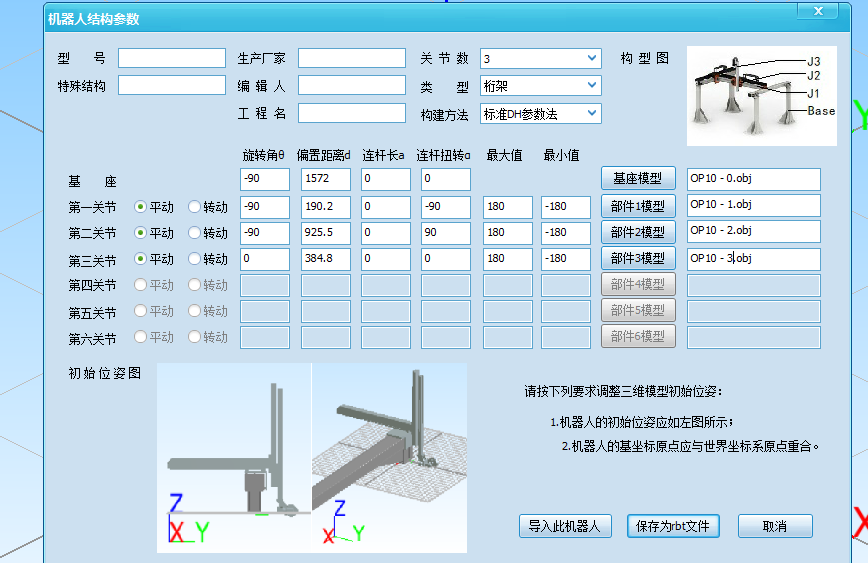 机器人结构参数
x
型 号 生产厂家 关节数 3 构型图
特殊结构 编辑人 类 型 桁架
工程名 构建方法 标准DH参数法
J3
J2
J1
Base
旋转角θ 偏置距离d 连杆长a 连杆扭转α 最大值 最小值
基 座 -90 1572 0 0 基座模型 OP10 - 0.obj
第一关节 平动 转动 -90 190.2 0 -90 180 -180 部件1模型 OP10 - 1.obj
第二关节 平动 转动 -90 925.5 0 90 180 -180 部件2模型 OP10 - 2.obj
第三关节 平动 转动 0 384.8 0 0 180 -180 部件3模型 OP10 - 3.obj
第四关节 平动 转动 部件4模型
第五关节 平动 转动 部件5模型
第六关节 平动 转动 部件6模型
初始位姿图
请按下列要求调整三维模型初始位姿：
1.机器人的初始位姿应如左图所示；
2.机器人的基坐标原点应与世界坐标系原点重合。
Z
X Y
Z
X Y
导入此机器人 保存为rbt文件 取消
Y
X